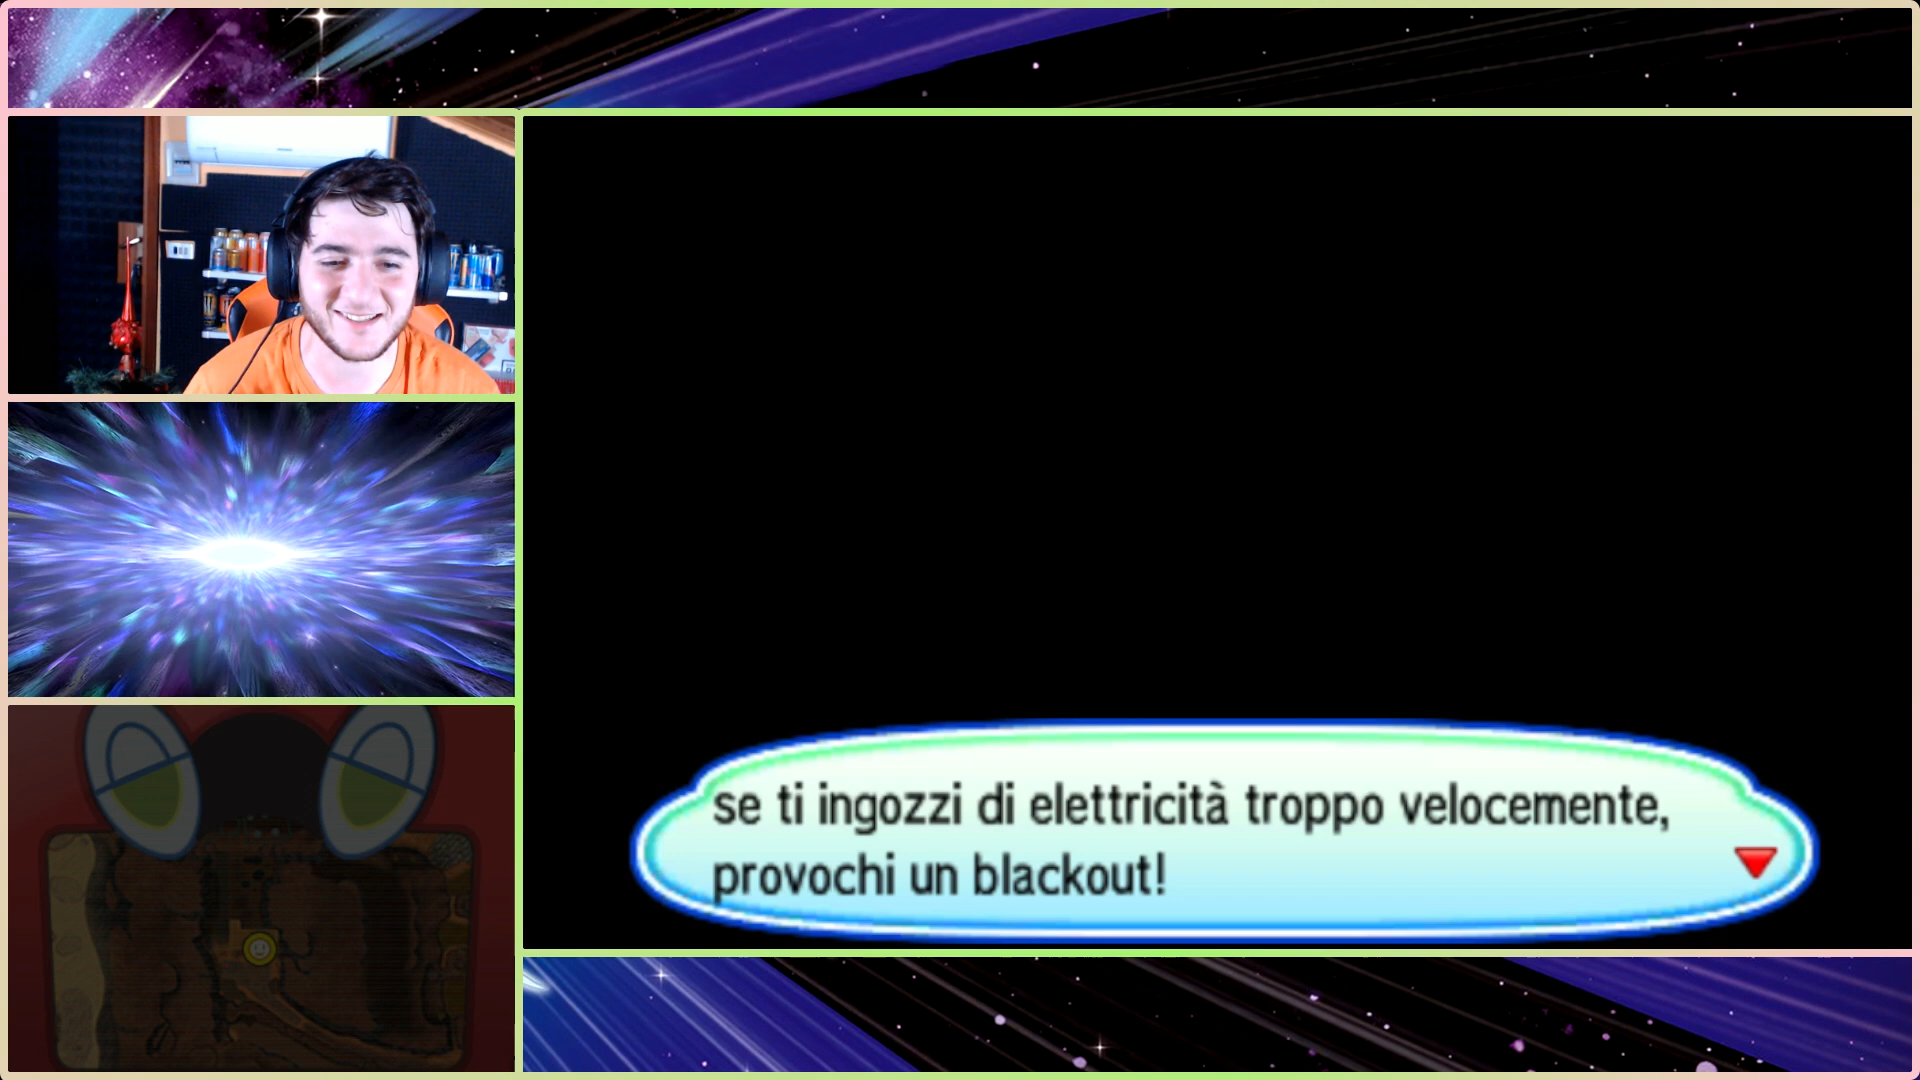 se ti ingozzi di elettricità troppo velocemente,
provochi un blackout!